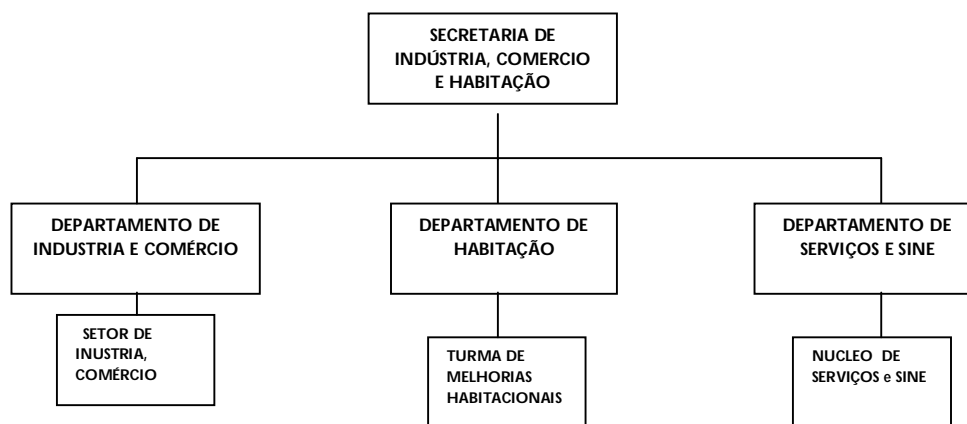 SECRETARIA DE
INDÚSTRIA, COMERCIO
E HABITAÇÃO
DEPARTAMENTO DE
INDUSTRIA E COMÉRCIO
DEPARTAMENTO DE
HABITAÇÃO
DEPARTAMENTO DE
SERVIÇOS E SINE
SETOR DE
INUSTRIA,
COMÉRCIO
TURMA DE
MELHORIAS
HABITACIONAIS
NUCLEO DE
SERVIÇOS e SINE